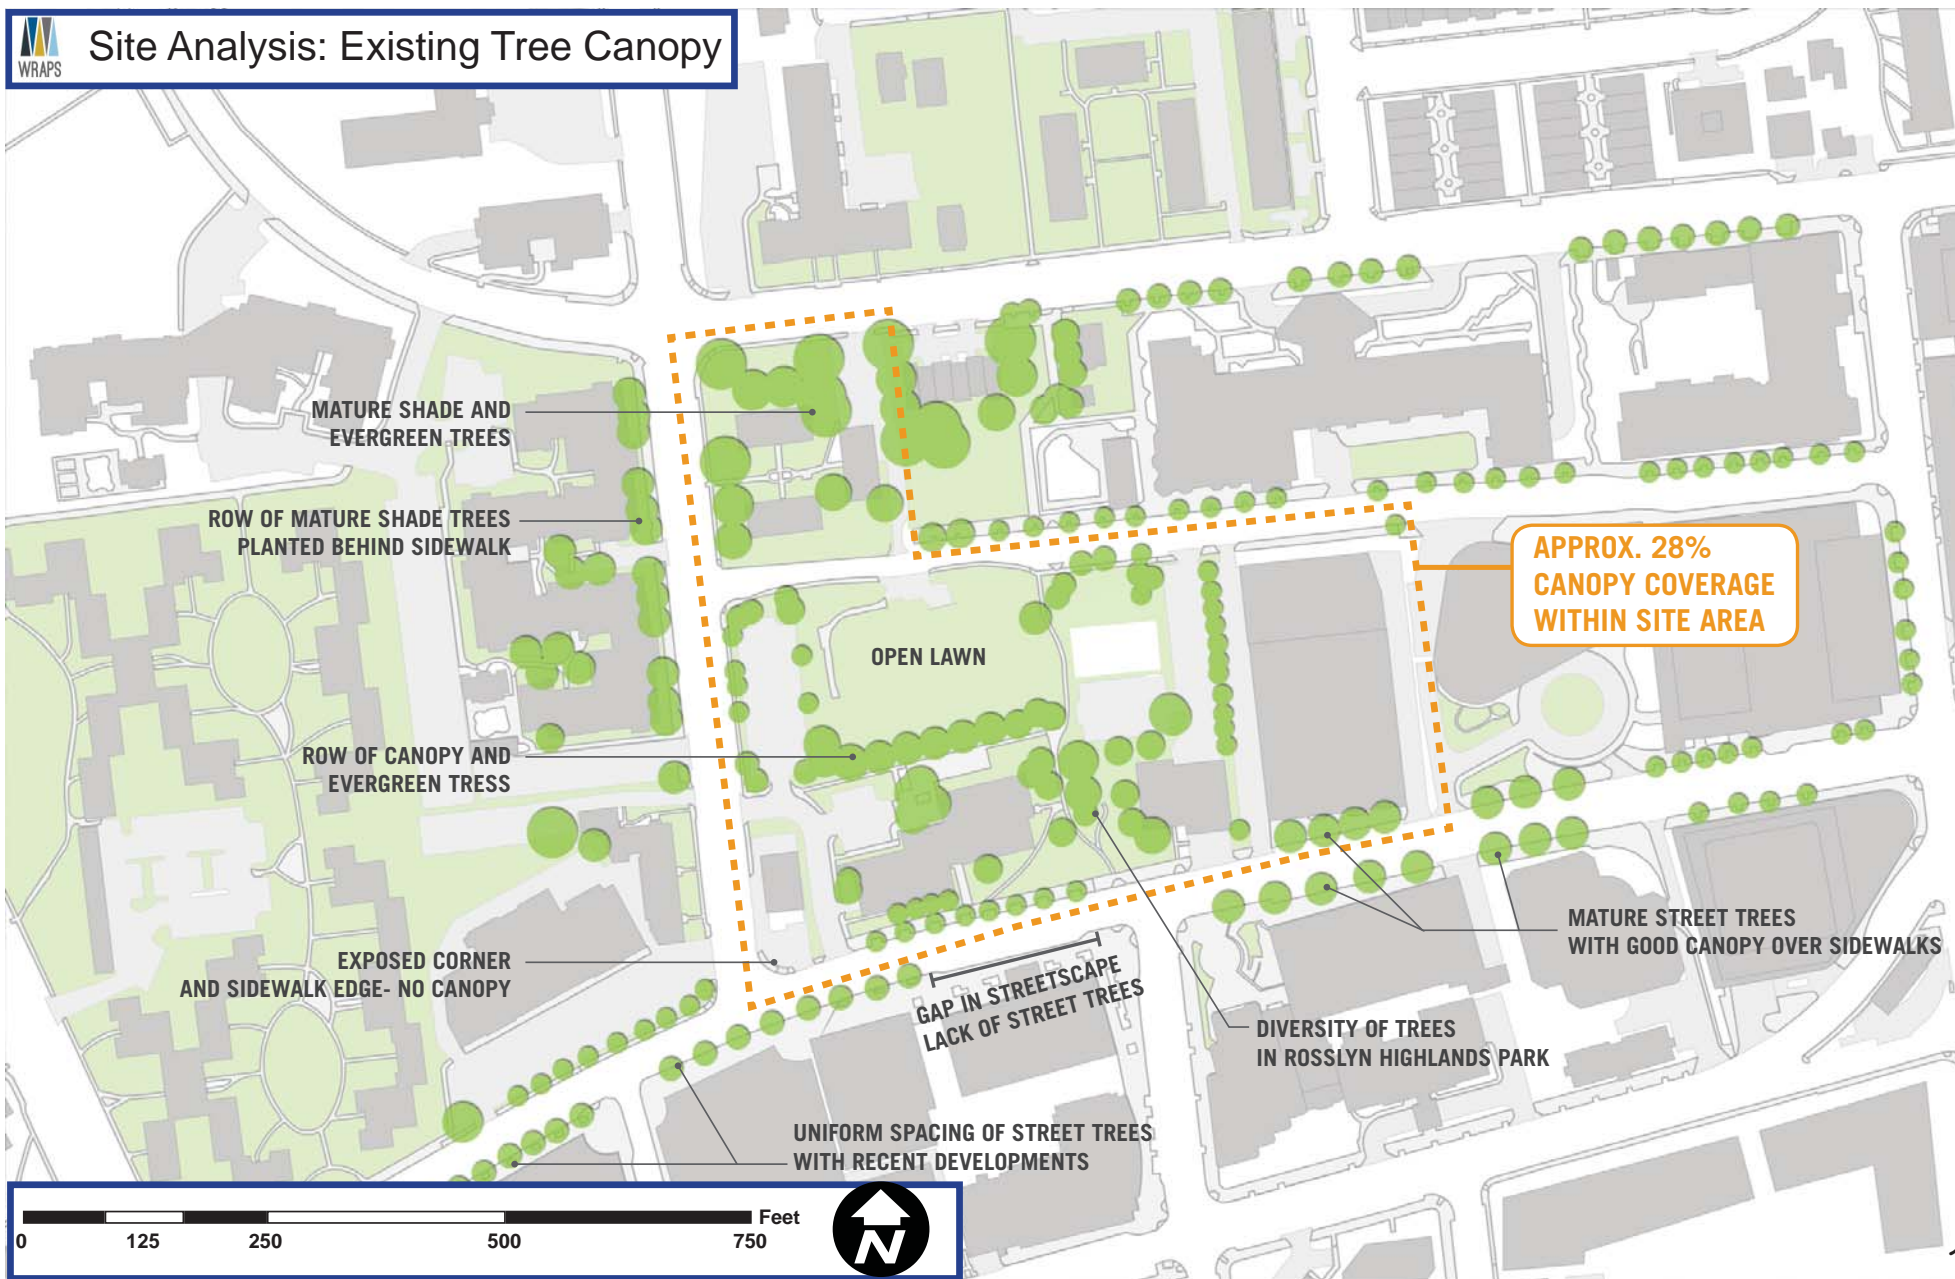 WRAPS
Site Analysis: Existing Tree Canopy
MATURE SHADE AND
EVERGREEN TREES
ROW OF MATURE SHADE TREES
PLANTED BEHIND SIDEWALK
APPROX. 28%
CANOPY COVERAGE
WITHIN SITE AREA
OPEN LAWN
ROW OF CANOPY AND
EVERGREEN TRESS
EXPOSED CORNER
AND SIDEWALK EDGE- NO CANOPY
MATURE STREET TREES
WITH GOOD CANOPY OVER SIDEWALKS
GAP IN STREETSCAPE
LACK OF STREET TREES
DIVERSITY OF TREES
IN ROSSLYN HIGHLANDS PARK
UNIFORM SPACING OF STREET TREES
WITH RECENT DEVELOPMENTS
Feet
0 125 250 500 750
N